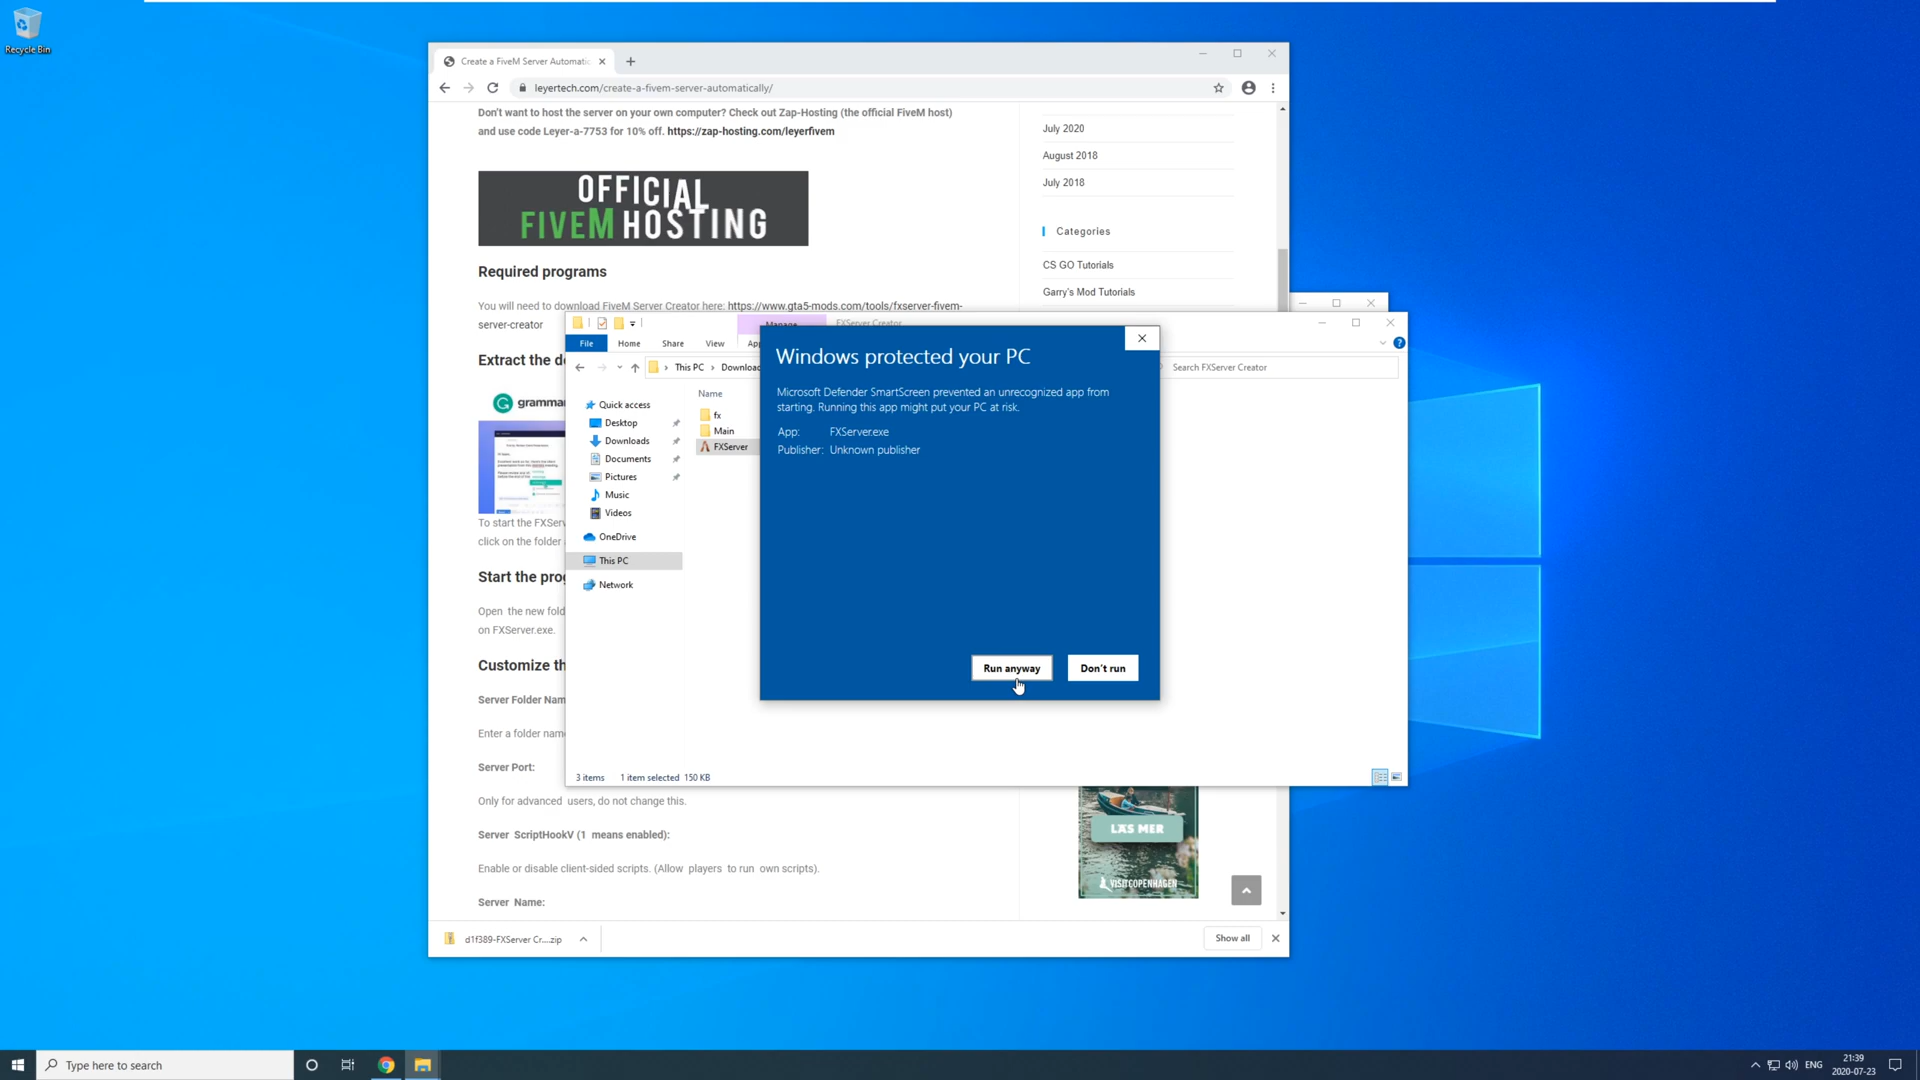 Recycle Bin
Create a FiveM Server Automatic
leyertech.com/create-a-fivem-server-automatically/
Don't want to host the server on your own computer? Check out Zap-Hosting (the official FiveM host)
and use code Leyer-a-7753 for 10% off. https://zap-hosting.com/leyerfivem
OFFICIAL
FIVEM HOSTING
Required programs
You will need to download FiveM Server Creator here: https://www.gta5-mods.com/tools/fxserver-fivem-
server-creator
Extract the do
gramma
To start the FXServ
click on the folder
Start the prog
Open the new fold
on FXServer.exe.
Customize th
Server Folder Nam
Enter a folder name
Server Port:
Only for advanced users, do not change this.
Server ScriptHookV (1 means enabled):
Enable or disable client-sided scripts. (Allow players to run own scripts).
Server Name:
July 2020
August 2018
July 2018
Categories
CS GO Tutorials
Garry's Mod Tutorials
LÄS MER
VISITCOPENHAGEN
d1f389-FXServer Cr....zip
Show all
Manage
FXServer Creator
File
Home
Share
View
App
This PC
Download
Search FXServer Creator
Quick access
Desktop
Downloads
Documents
Pictures
Music
Videos
OneDrive
This PC
Network
Name
fx
Main
FXServer
3 items
1 item selected 150 KB
Windows protected your PC
Microsoft Defender SmartScreen prevented an unrecognized app from
starting. Running this app might put your PC at risk.
App: FXServer.exe
Publisher: Unknown publisher
Run anyway
Don't run
Type here to search
ENG
21:39
2020-07-23